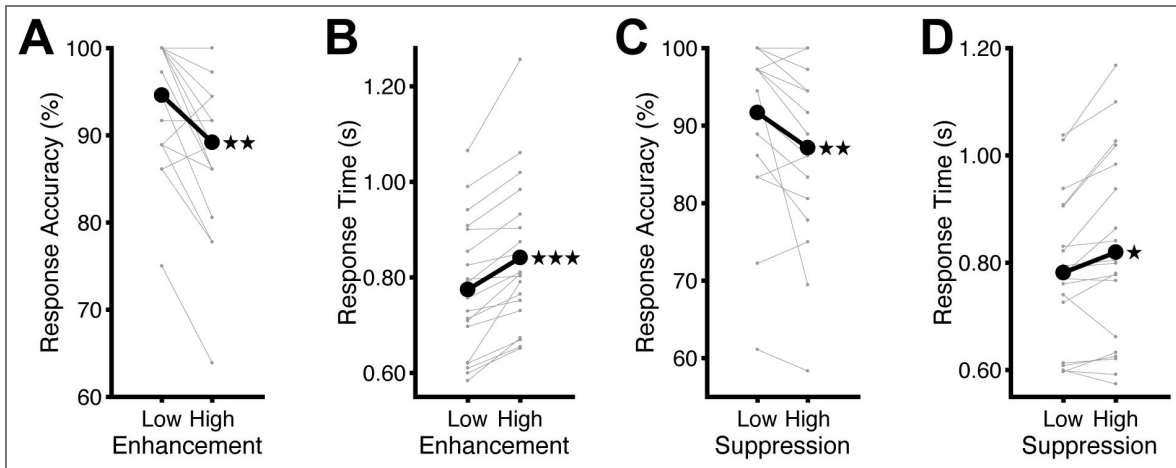 A
Response Accuracy (%)
100
90
80
70
60
Low High
Enhancement
★★
B
Response Time (s)
1.20
1.00
0.80
0.60
Low High
Enhancement
★★★
C
Response Accuracy (%)
100
90
80
70
60
Low High
Suppression
★★
D
Response Time (s)
1.20
1.00
0.80
0.60
Low High
Suppression
★